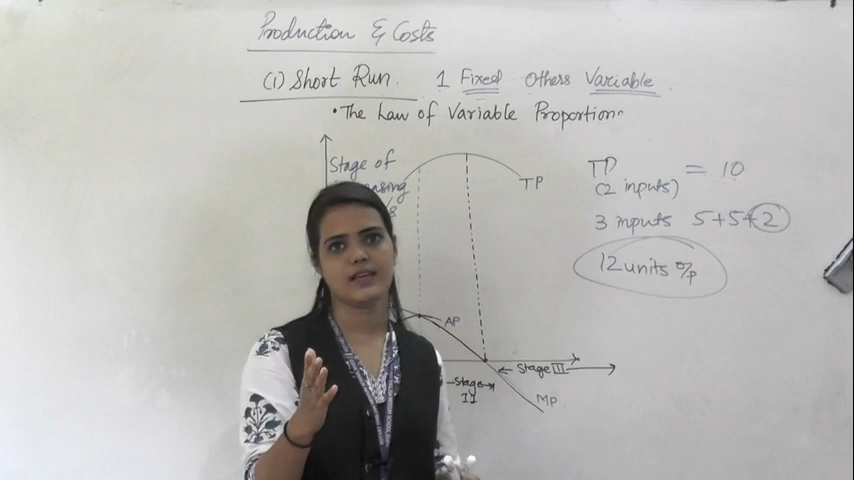 Production & Costs
(i) Short Run. 1 Fixed Others Variable
• The Law of Variable Proportion
Stage of
TP
TP = 10
(2 inputs)
3 inputs 5+5+2
12 units o/p
AP
Stage III
Stage
II
MP